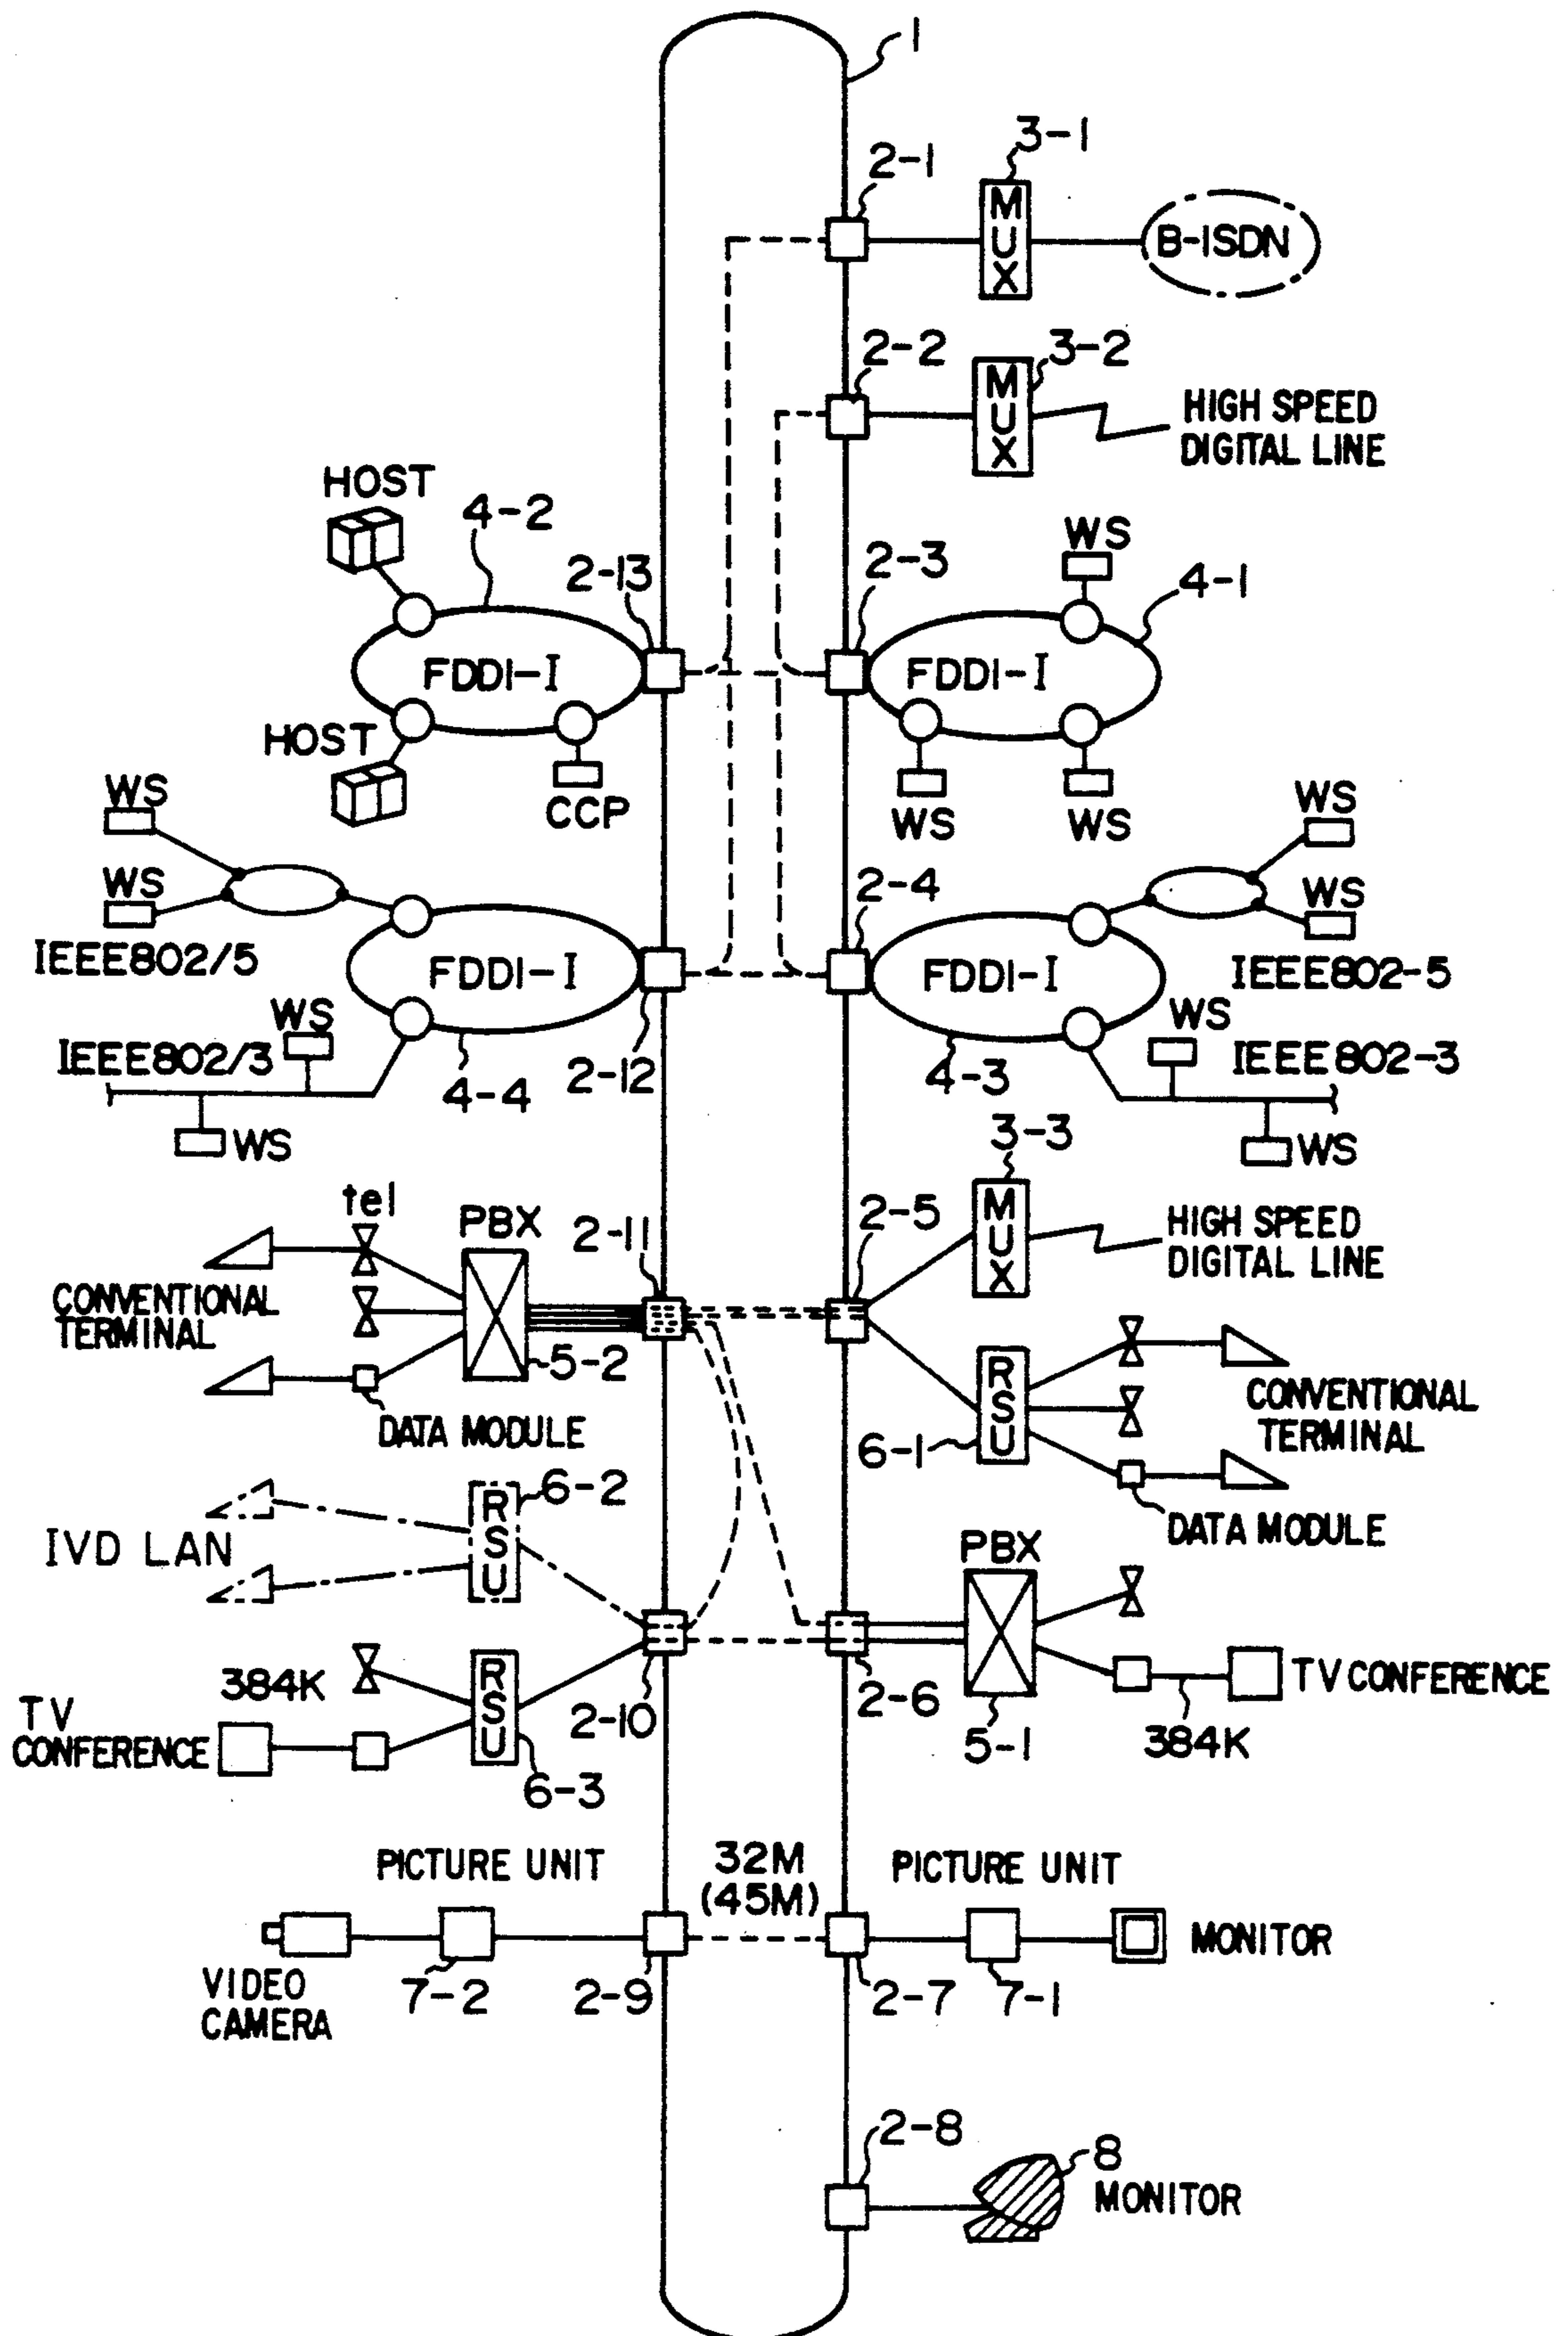 1
3-1
2-1
MUX
B-ISDN
2-2
3-2
MUX
HIGH SPEED
DIGITAL LINE
HOST
4-2
2-13
2-3
WS
4-1
FDDI-I
FDDI-I
HOST
CCP
WS
WS
WS
WS
2-4
WS
WS
IEEE802/5
FDDI-I
FDDI-I
IEEE802-5
WS
IEEE802/3
4-4
2-12
4-3
WS
IEEE802-3
WS
WS
3-3
tel
PBX
2-11
2-5
MUX
HIGH SPEED
DIGITAL LINE
CONVENTIONAL
TERMINAL
5-2
DATA MODULE
RSU
6-1
CONVENTIONAL
TERMINAL
DATA MODULE
6-2
RSU
IVD LAN
PBX
384K
RSU
2-10
2-6
TV CONFERENCE
TV
CONFERENCE
6-3
5-1
384K
PICTURE UNIT
32M
(45M)
PICTURE UNIT
MONITOR
VIDEO
CAMERA
7-2
2-9
2-7
7-1
2-8
8
MONITOR